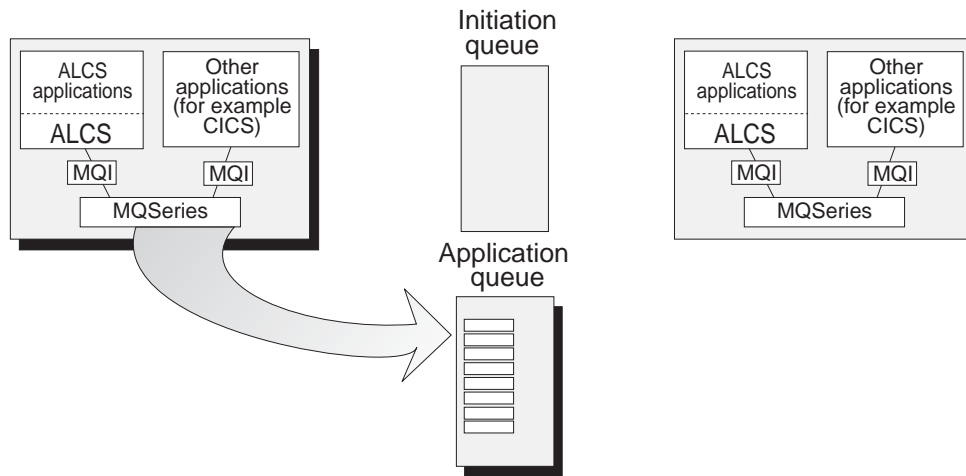 Initiation
queue
ALCS
applications
ALCS
Other
applications
(for example
CICS)
MQI
MQI
MQSeries
Application
queue
ALCS
applications
ALCS
Other
applications
(for example
CICS)
MQI
MQI
MQSeries